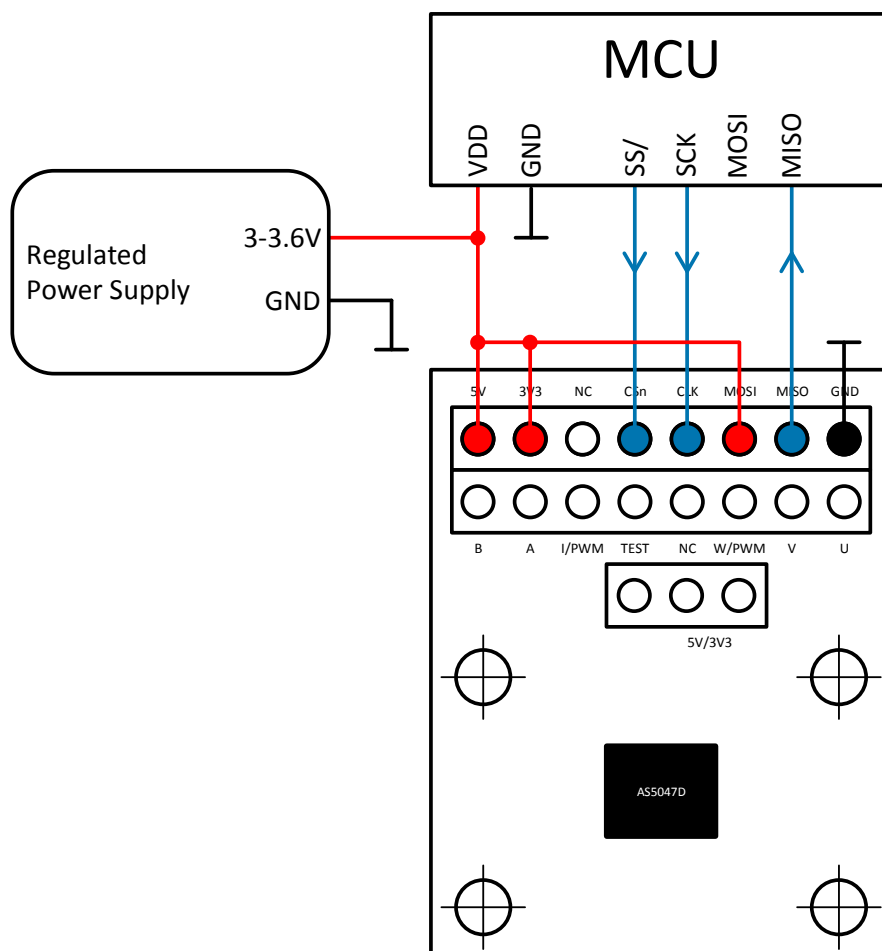 MCU
VDD GND SS/ SCK MOSI MISO
Regulated
Power Supply
3-3.6V
GND
5V 3V3 NC CSn CLK MOSI MISO GND
B A I/PWM TEST NC W/PWM V U
5V/3V3
AS5047D